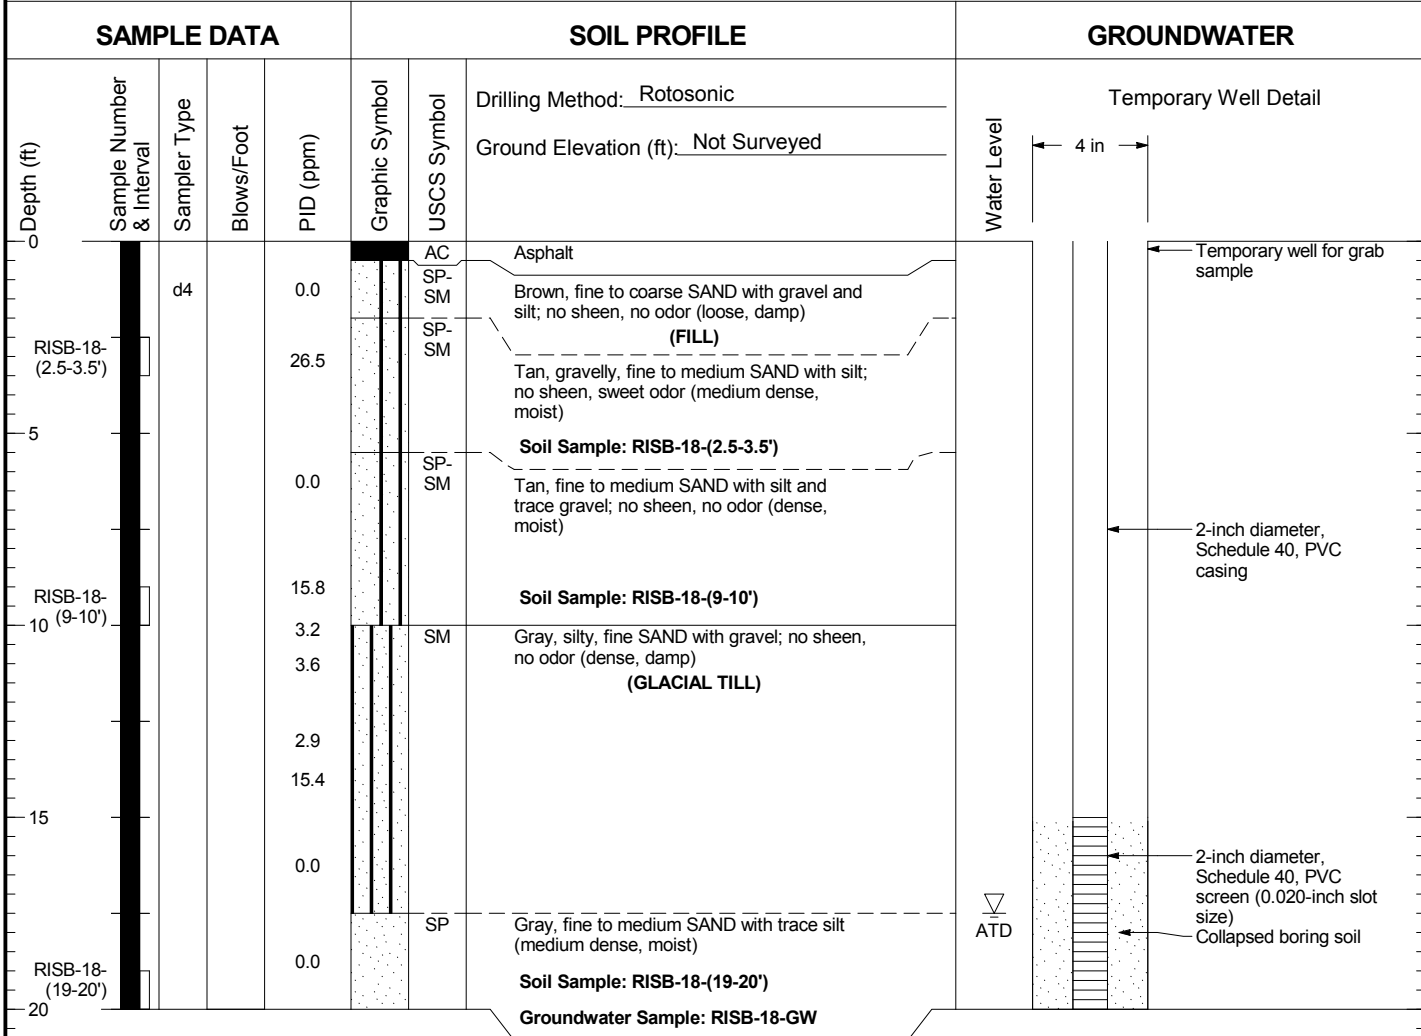 SAMPLE DATA
SOIL PROFILE
GROUNDWATER
Depth (ft)
Sample Number
& Interval
Sampler Type
Blows/Foot
PID (ppm)
Graphic Symbol
USCS Symbol
Drilling Method: Rotosonic
Ground Elevation (ft): Not Surveyed
Water Level
Temporary Well Detail
4 in
0
AC
Asphalt
Temporary well for grab
sample
d4
0.0
SP-
SM
Brown, fine to coarse SAND with gravel and
silt; no sheen, no odor (loose, damp)
(FILL)
RISB-18-
(2.5-3.5')
26.5
SP-
SM
Tan, gravelly, fine to medium SAND with silt;
no sheen, sweet odor (medium dense,
moist)
5
Soil Sample: RISB-18-(2.5-3.5')
0.0
SP-
SM
Tan, fine to medium SAND with silt and
trace gravel; no sheen, no odor (dense,
moist)
2-inch diameter,
Schedule 40, PVC
casing
RISB-18-
(9-10')
15.8
Soil Sample: RISB-18-(9-10')
10
3.2
SM
Gray, silty, fine SAND with gravel; no sheen,
no odor (dense, damp)
(GLACIAL TILL)
3.6
2.9
15.4
15
0.0
2-inch diameter,
Schedule 40, PVC
screen (0.020-inch slot
size)
Collapsed boring soil
ATD
SP
Gray, fine to medium SAND with trace silt
(medium dense, moist)
0.0
RISB-18-
(19-20')
Soil Sample: RISB-18-(19-20')
20
Groundwater Sample: RISB-18-GW